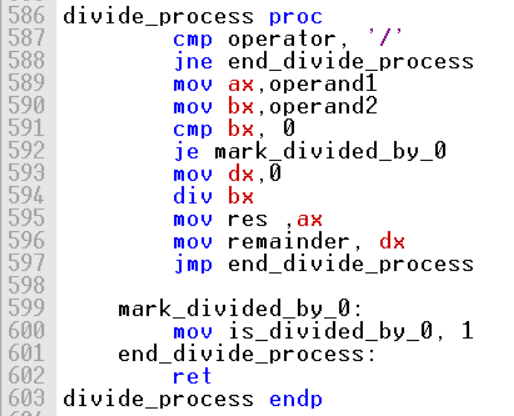 586 divide_process proc
587 cmp operator, '/'
588 jne end_divide_process
589 mov ax,operand1
590 mov bx,operand2
591 cmp bx, 0
592 je mark_divided_by_0
593 mov dx,0
594 div bx
595 mov res ,ax
596 mov remainder, dx
597 jmp end_divide_process
598
599 mark_divided_by_0:
600 mov is_divided_by_0, 1
601 end_divide_process:
602 ret
603 divide_process endp